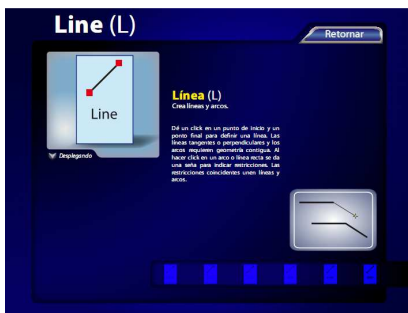 Line (L)
Retornar
Line
Desplegando
Línea (L)
Crea líneas y arcos.
Dé un click en un punto de inicio y un
ponto final para definir una línea. Las
líneas tangentes o perpendiculares y los
arcos requieren geometría contigua. Al
hacer click en un arco o línea recta se da
una seña para indicar restricciones. Las
restricciones coincidentes unen líneas y
arcos.